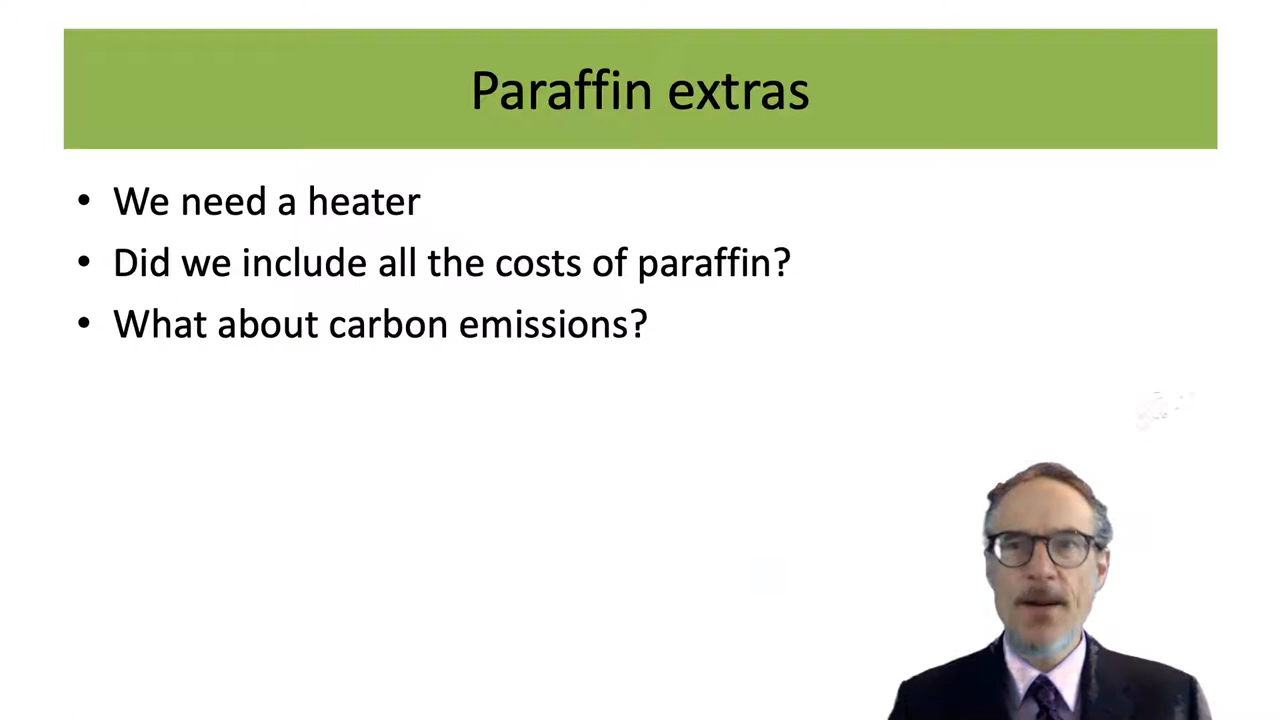 Paraffin extras
• We need a heater
• Did we include all the costs of paraffin?
• What about carbon emissions?